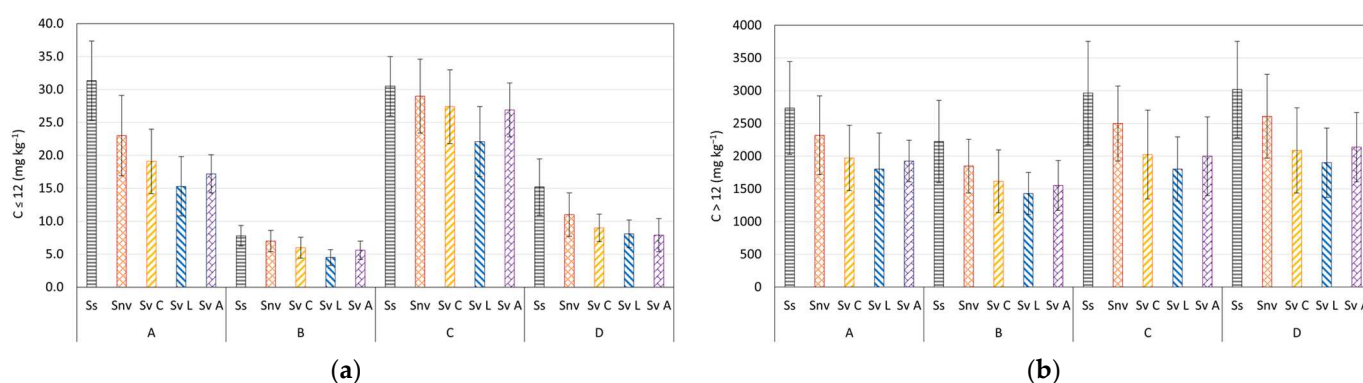 C ≤ 12 (mg kg⁻¹)
40.0
35.0
30.0
25.0
20.0
15.0
10.0
5.0
0.0
Ss Snv Sv C Sv L Sv A Ss Snv Sv C Sv L Sv A Ss Snv Sv C Sv L Sv A Ss Snv Sv C Sv L Sv A
A B C D
(a)
C > 12 (mg kg⁻¹)
4000
3500
3000
2500
2000
1500
1000
500
0
Ss Snv Sv C Sv L Sv A Ss Snv Sv C Sv L Sv A Ss Snv Sv C Sv L Sv A Ss Snv Sv C Sv L Sv A
A B C D
(b)